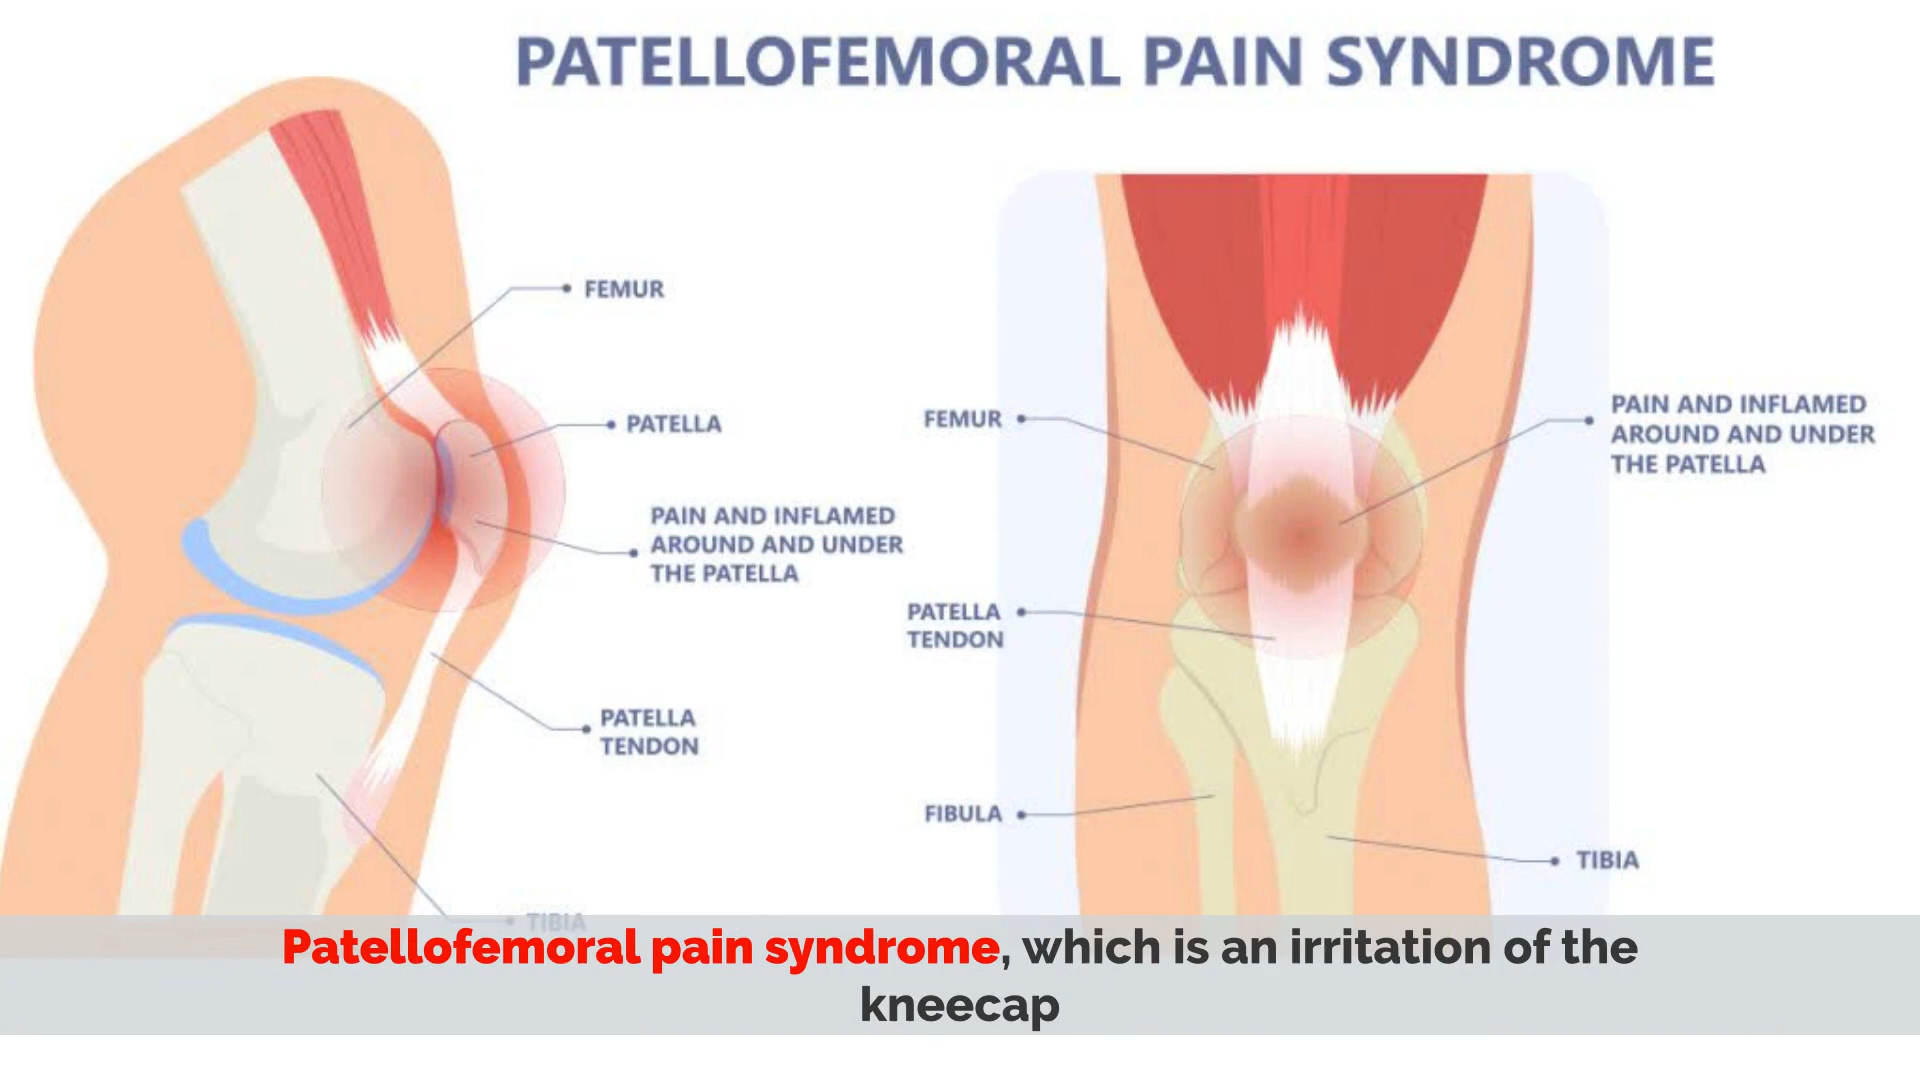 PATELLOFEMORAL PAIN SYNDROME
FEMUR
PATELLA
PAIN AND INFLAMED
AROUND AND UNDER
THE PATELLA
PATELLA
TENDON
TIBIA
FEMUR
PATELLA
TENDON
FIBULA
PAIN AND INFLAMED
AROUND AND UNDER
THE PATELLA
TIBIA
Patellofemoral pain syndrome, which is an irritation of the
kneecap